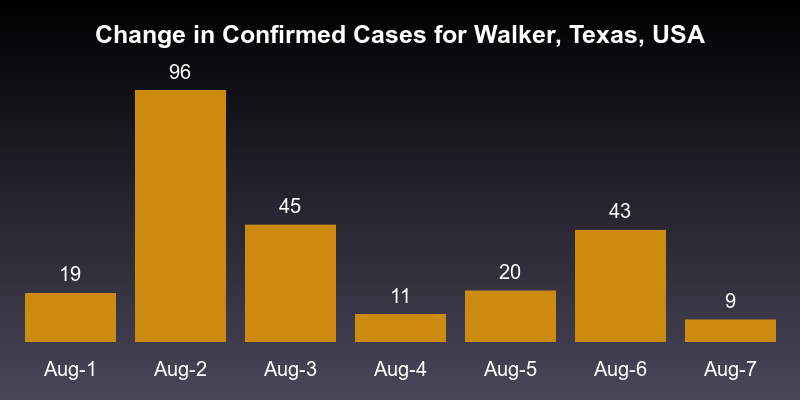 Change in Confirmed Cases for Walker, Texas, USA
19 96 45 11 20 43 9
Aug-1 Aug-2 Aug-3 Aug-4 Aug-5 Aug-6 Aug-7